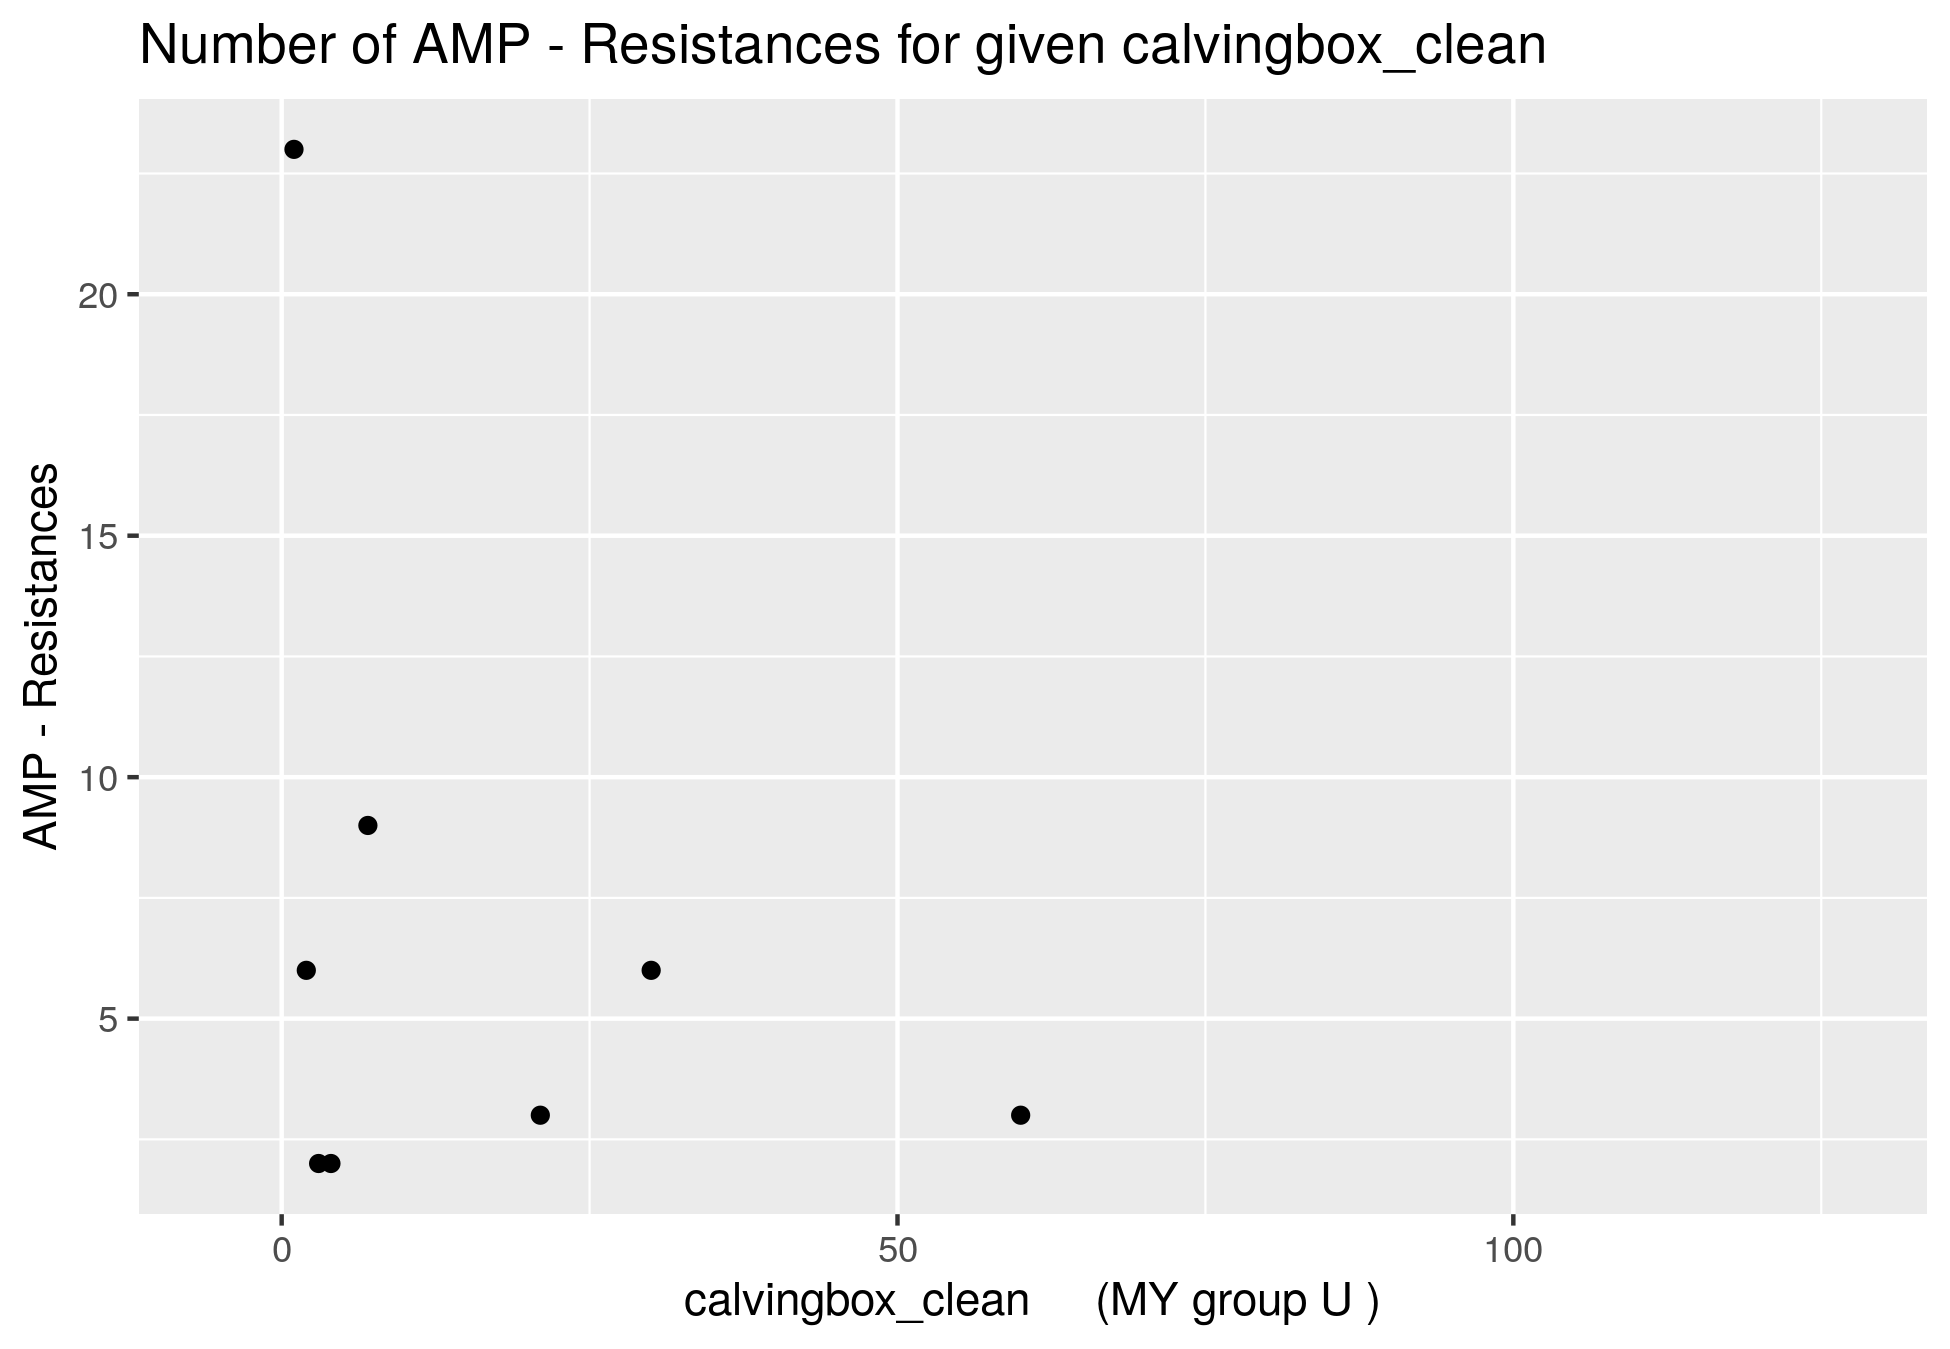 Number of AMP - Resistances for given calvingbox_clean
AMP - Resistances
20
15
10
5
0 50 100
calvingbox_clean (MY group U )